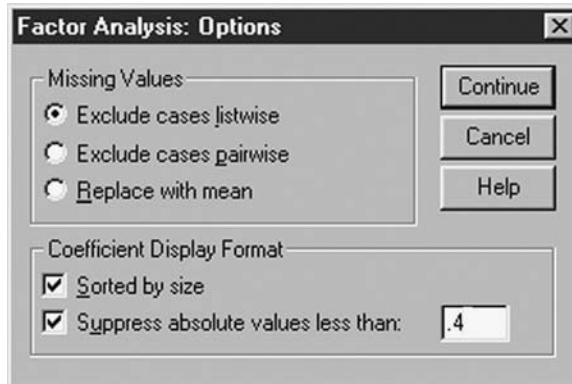 Factor Analysis: Options
Missing Values
Exclude cases listwise
Exclude cases pairwise
Replace with mean
Continue
Cancel
Help
Coefficient Display Format
Sorted by size
Suppress absolute values less than: .4